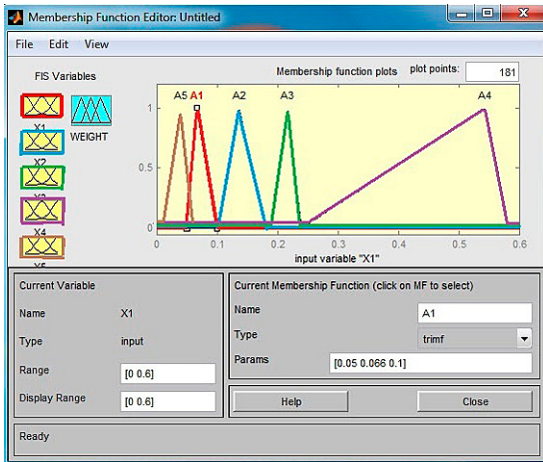 Membership Function Editor: Untitled
File Edit View
FIS Variables
Membership function plots plot points: 181
X1
WEIGHT
X2
X4
A5 A1 A2 A3 A4
1
0.5
0
0 0.1 0.2 0.3 0.4 0.5 0.6
input variable "X1"
Current Variable
Name X1
Type input
Range [0 0.6]
Display Range [0 0.6]
Current Membership Function (click on MF to select)
Name A1
Type trimf
Params [0.05 0.066 0.1]
Help Close
Ready